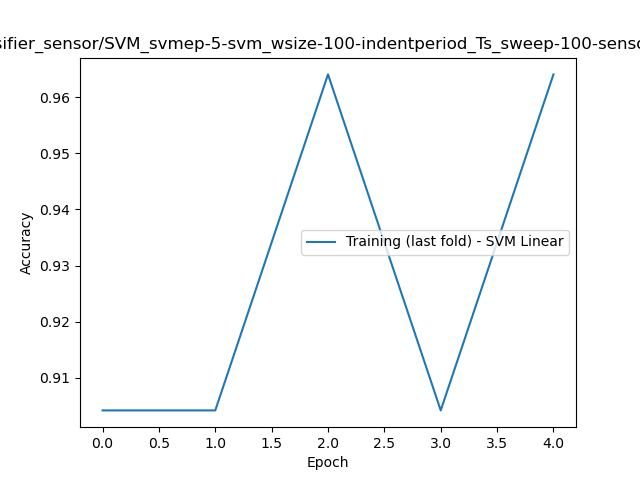 sifier_sensor/SVM_svmep-5-svm_wsize-100-indentperiod_Ts_sweep-100-senso
0.96
0.95
0.94
0.93
0.92
0.91
Accuracy
Training (last fold) - SVM Linear
0.0 0.5 1.0 1.5 2.0 2.5 3.0 3.5 4.0
Epoch